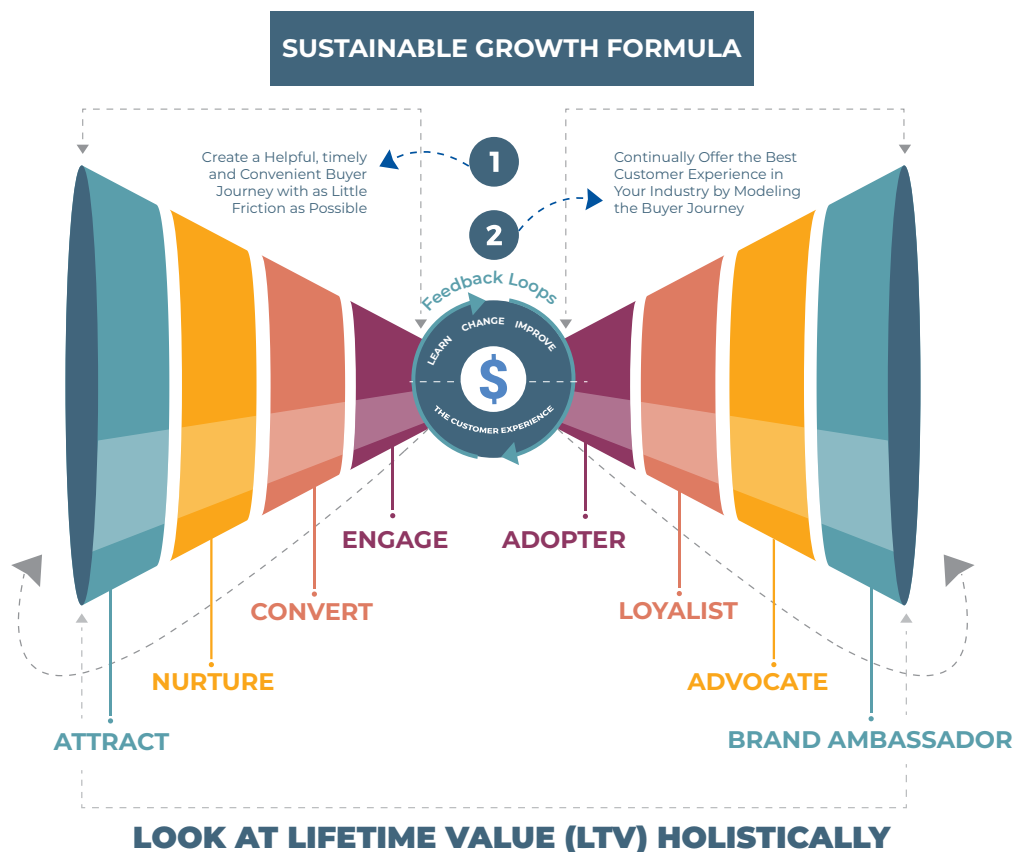 SUSTAINABLE GROWTH FORMULA
1
Create a Helpful, timely
and Convenient Buyer
Journey with as Little
Friction as Possible
Continually Offer the Best
Customer Experience in
Your Industry by Modeling
the Buyer Journey
2
Feedback Loops
LEARN CHANGE IMPROVE
$
THE CUSTOMER EXPERIENCE
ENGAGE
ADOPTER
CONVERT
LOYALIST
NURTURE
ADVOCATE
ATTRACT
BRAND AMBASSADOR
LOOK AT LIFETIME VALUE (LTV) HOLISTICALLY